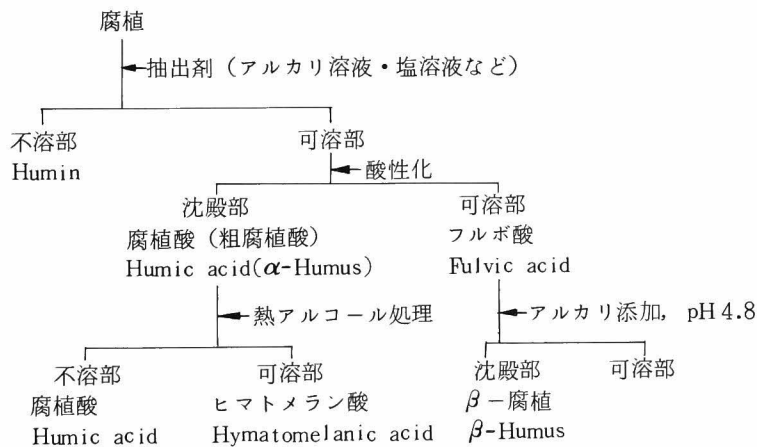 腐植
抽出剤（アルカリ溶液・塩溶液など）
不溶部
Humin
可溶部
酸性化
沈殿部
腐植酸（粗腐植酸）
Humic acid(α-Humus)
可溶部
フルボ酸
Fulvic acid
熱アルコール処理
アルカリ添加，pH 4.8
不溶部
腐植酸
Humic acid
可溶部
ヒマトメラン酸
Hymatomelanic acid
沈殿部
β－腐植
β-Humus
可溶部